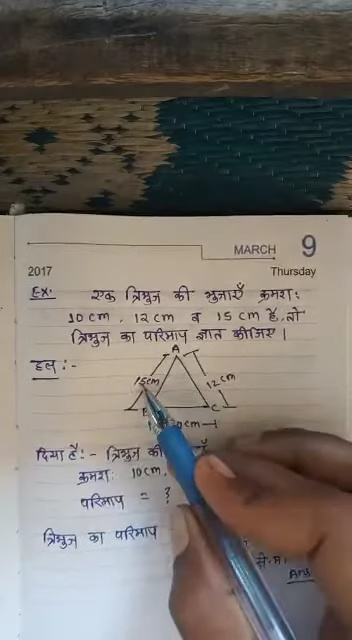 MARCH 9
2017 Thursday
Ex:- एक त्रिभुज की भुजाएँ क्रमश:
10 cm, 12 cm व 15 cm है, तो
त्रिभुज का परिमाप ज्ञात कीजिए।
हल :-
A
15cm
12 cm
B C
0cm
दिया है:- त्रिभुज की
क्रमश: 10cm,
परिमाप = ?
त्रिभुज का परिमाप
से.मी.
Ans